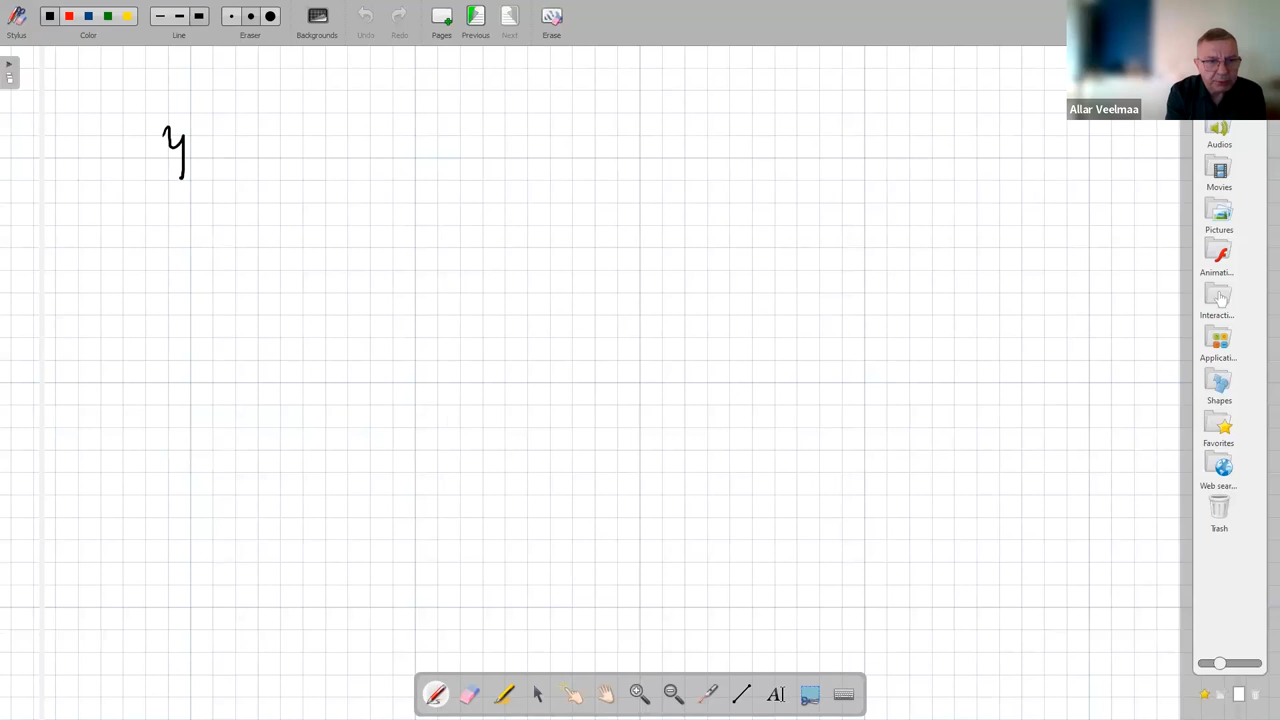 Stylus
Color
Line
Eraser
Backgrounds
Undo
Redo
Pages
Previous
Next
Erase
Allar Veelmaa
y
Audios
Movies
Pictures
Animati...
Interacti...
Applicati...
Shapes
Favorites
Web sear...
Trash
AI